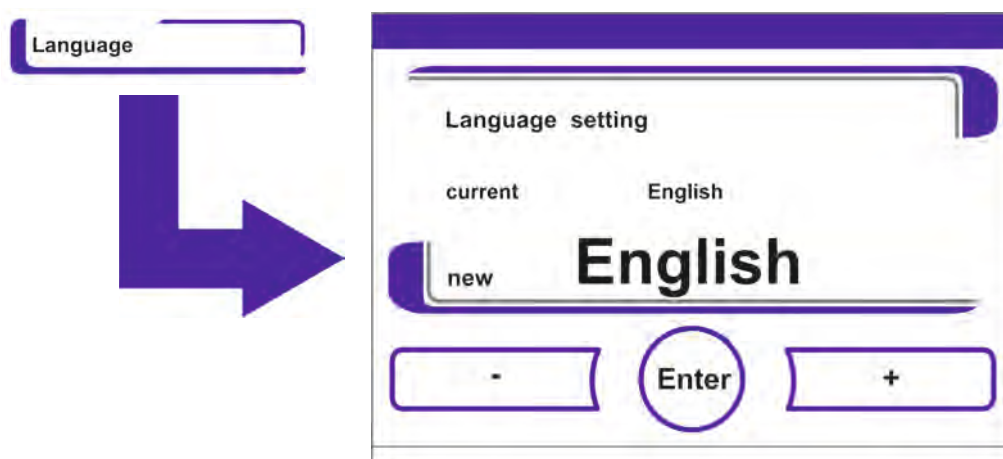 Language
Language setting
current English
new English
- Enter +